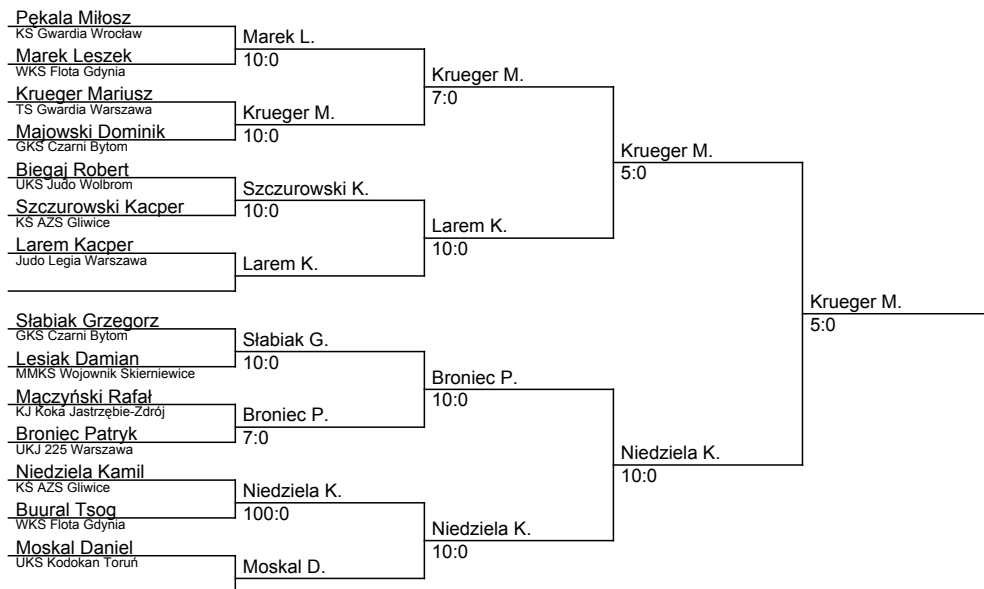 Pękala Miłosz
KS Gwardia Wrocław
Marek Leszek
WKS Flota Gdynia
Krueger Mariusz
TS Gwardia Warszawa
Majowski Dominik
GKS Czarni Bytom
Biegaj Robert
UKS Judo Wolbrom
Szczurowski Kacper
KS AZS Gliwice
Larem Kacper
Judo Legia Warszawa
Słabiak Grzegorz
GKS Czarni Bytom
Lesiak Damian
MMKS Wojownik Skierniewice
Mączyński Rafał
KJ Koka Jastrzębie-Zdrój
Broniec Patryk
UKJ 225 Warszawa
Niedziela Kamil
KS AZS Gliwice
Buural Tsog
WKS Flota Gdynia
Moskal Daniel
UKS Kodokan Toruń
Marek L.
10:0
Krueger M.
10:0
Szczurowski K.
10:0
Larem K.
Słabiak G.
10:0
Broniec P.
7:0
Niedziela K.
100:0
Moskal D.
Krueger M.
7:0
Larem K.
10:0
Broniec P.
10:0
Niedziela K.
10:0
Krueger M.
5:0
Niedziela K.
10:0
Krueger M.
5:0